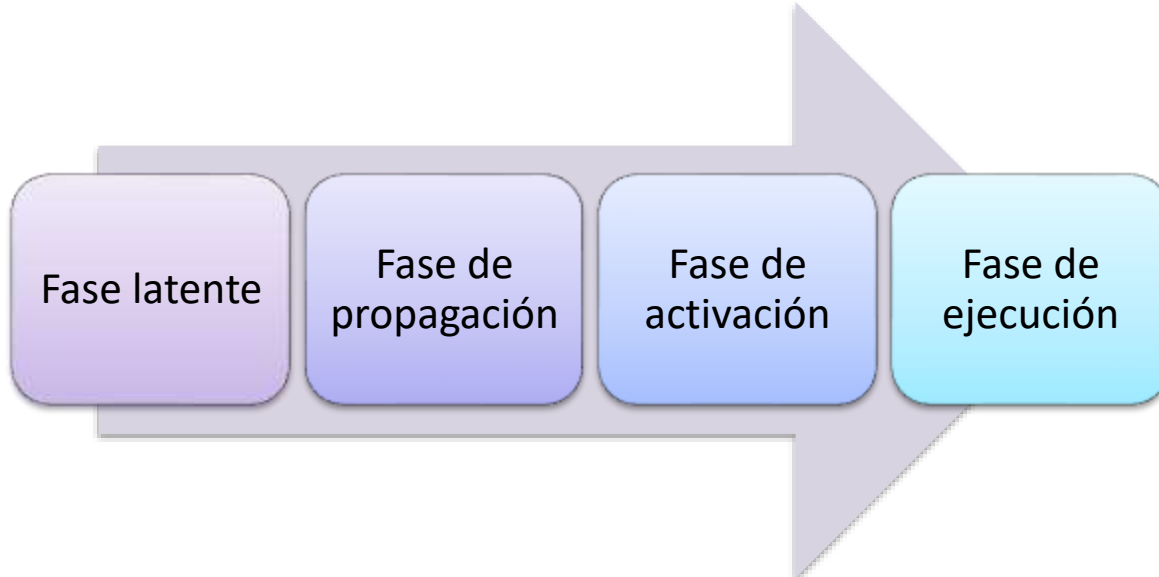 Fase latente
Fase de
propagación
Fase de
activación
Fase de
ejecución